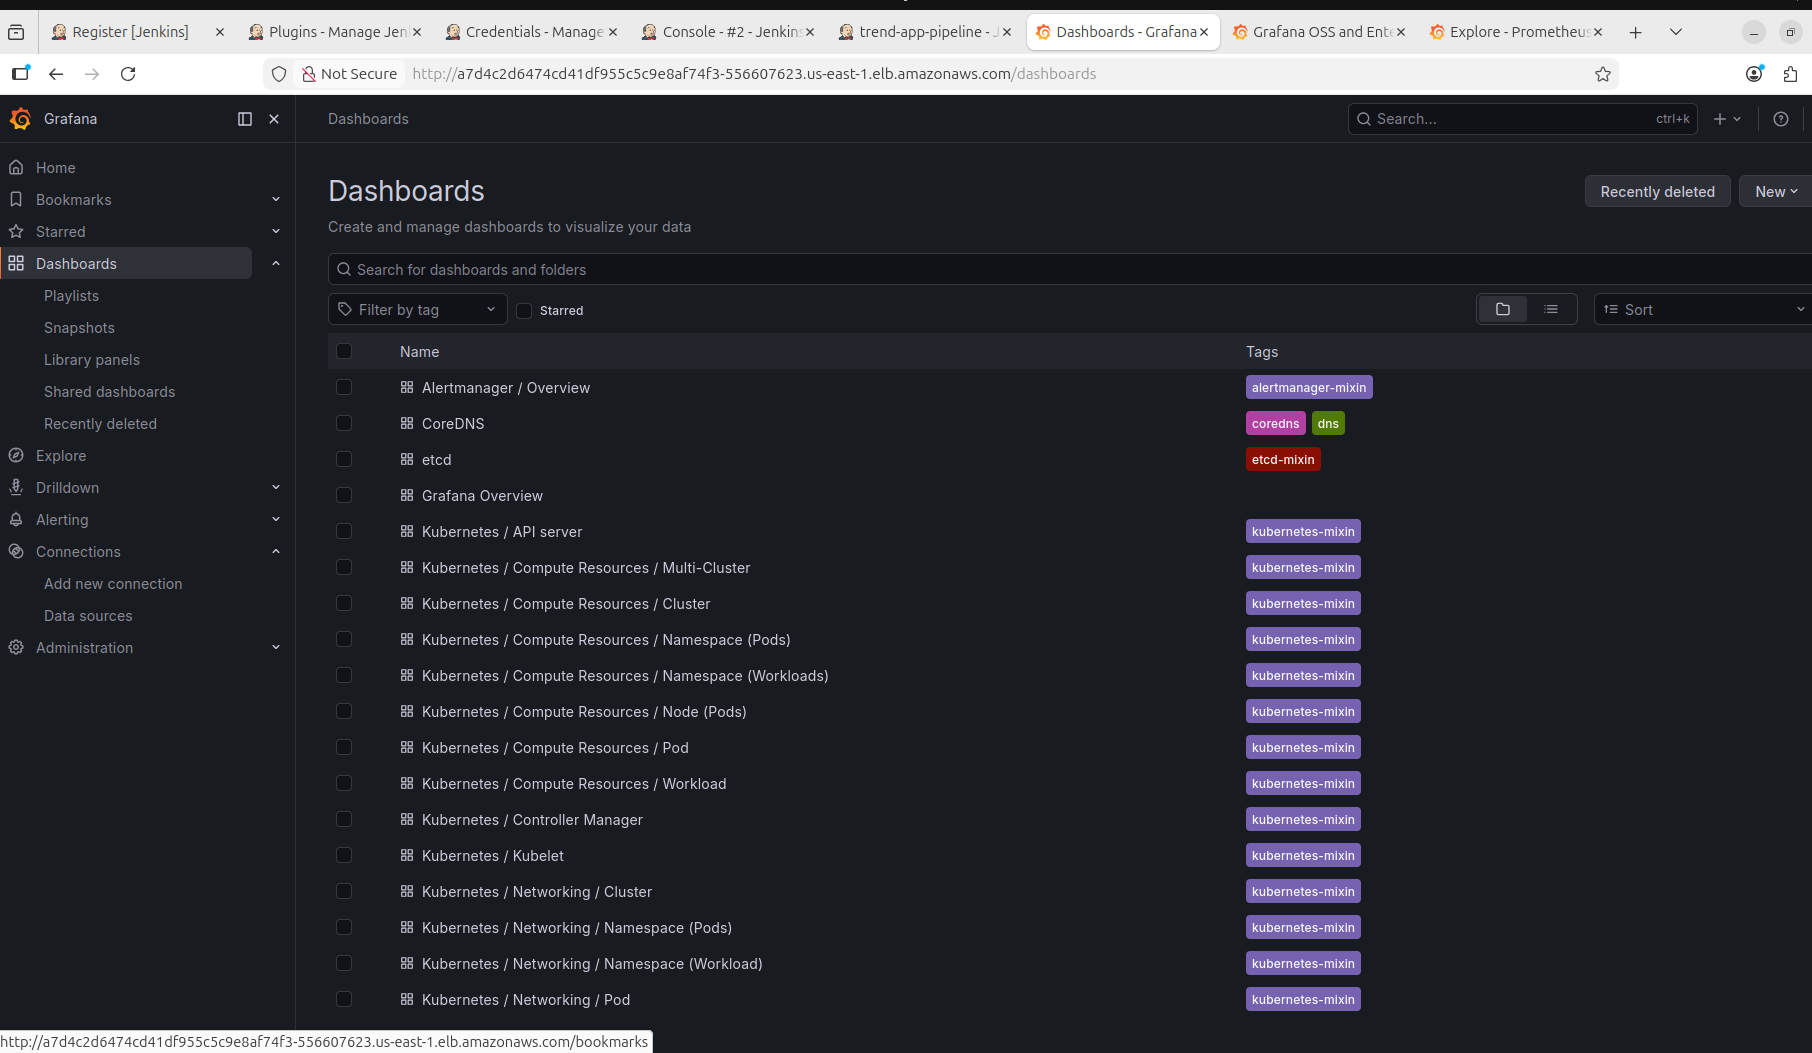 Register [Jenkins]
Plugins - Manage Jen
Credentials - Manage
Console - #2 - Jenkins
trend-app-pipeline - J
Dashboards - Grafana
Grafana OSS and Ente
Explore - Prometheus
Not Secure
http://a7d4c2d6474cd41df955c5c9e8af74f3-556607623.us-east-1.elb.amazonaws.com/dashboards
Grafana
Dashboards
Search...
ctrl+k
Home
Bookmarks
Starred
Dashboards
Playlists
Snapshots
Library panels
Shared dashboards
Recently deleted
Explore
Drilldown
Alerting
Connections
Add new connection
Data sources
Administration
Dashboards
Recently deleted
New
Create and manage dashboards to visualize your data
Search for dashboards and folders
Filter by tag
Starred
Sort
Name Tags
Alertmanager / Overview alertmanager-mixin
CoreDNS coredns dns
etcd etcd-mixin
Grafana Overview
Kubernetes / API server kubernetes-mixin
Kubernetes / Compute Resources / Multi-Cluster kubernetes-mixin
Kubernetes / Compute Resources / Cluster kubernetes-mixin
Kubernetes / Compute Resources / Namespace (Pods) kubernetes-mixin
Kubernetes / Compute Resources / Namespace (Workloads) kubernetes-mixin
Kubernetes / Compute Resources / Node (Pods) kubernetes-mixin
Kubernetes / Compute Resources / Pod kubernetes-mixin
Kubernetes / Compute Resources / Workload kubernetes-mixin
Kubernetes / Controller Manager kubernetes-mixin
Kubernetes / Kubelet kubernetes-mixin
Kubernetes / Networking / Cluster kubernetes-mixin
Kubernetes / Networking / Namespace (Pods) kubernetes-mixin
Kubernetes / Networking / Namespace (Workload) kubernetes-mixin
Kubernetes / Networking / Pod kubernetes-mixin
http://a7d4c2d6474cd41df955c5c9e8af74f3-556607623.us-east-1.elb.amazonaws.com/bookmarks